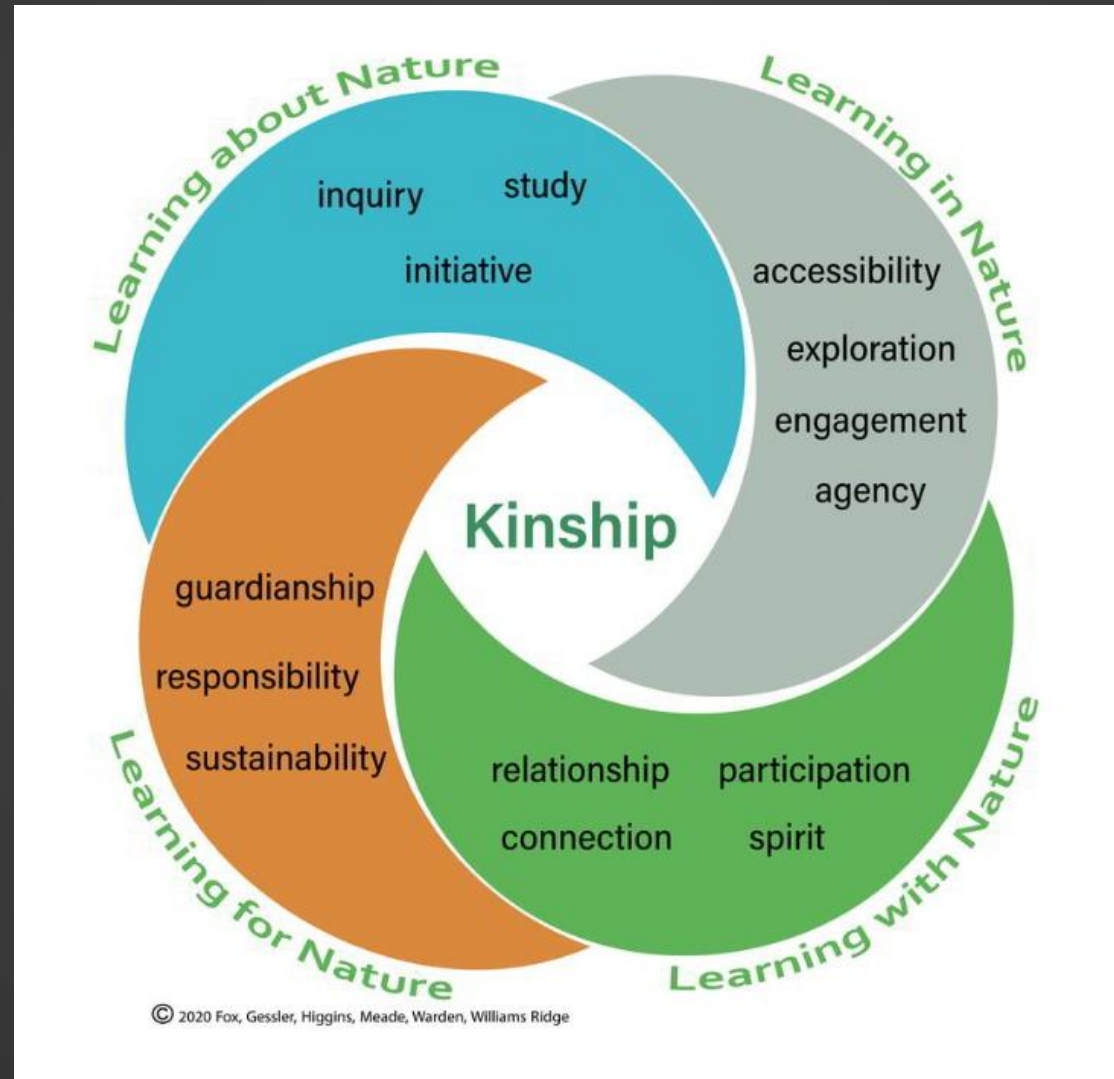 Learning about Nature
inquiry study
initiative
Learning in Nature
accessibility
exploration
engagement
agency
Kinship
guardianship
responsibility
sustainability
Learning for Nature
relationship participation
connection spirit
Learning with Nature
© 2020 Fox, Gessler, Higgins, Meade, Warden, Williams Ridge